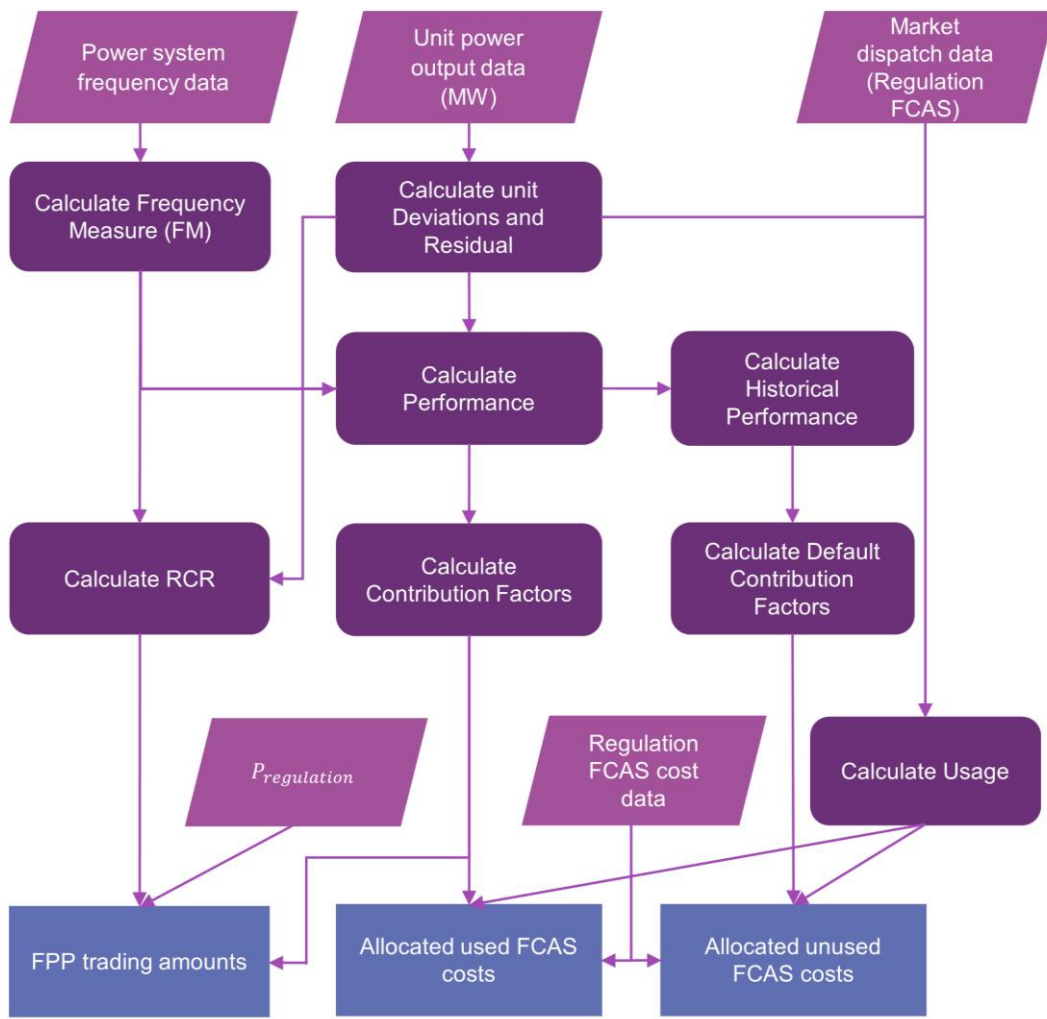 Power system
frequency data
Unit power
output data
(MW)
Market
dispatch data
(Regulation
FCAS)
Calculate Frequency
Measure (FM)
Calculate unit
Deviations and
Residual
Calculate
Performance
Calculate
Historical
Performance
Calculate RCR
Calculate
Contribution Factors
Calculate Default
Contribution
Factors
P_regulation
Regulation
FCAS cost
data
Calculate Usage
FPP trading amounts
Allocated used FCAS
costs
Allocated unused
FCAS costs